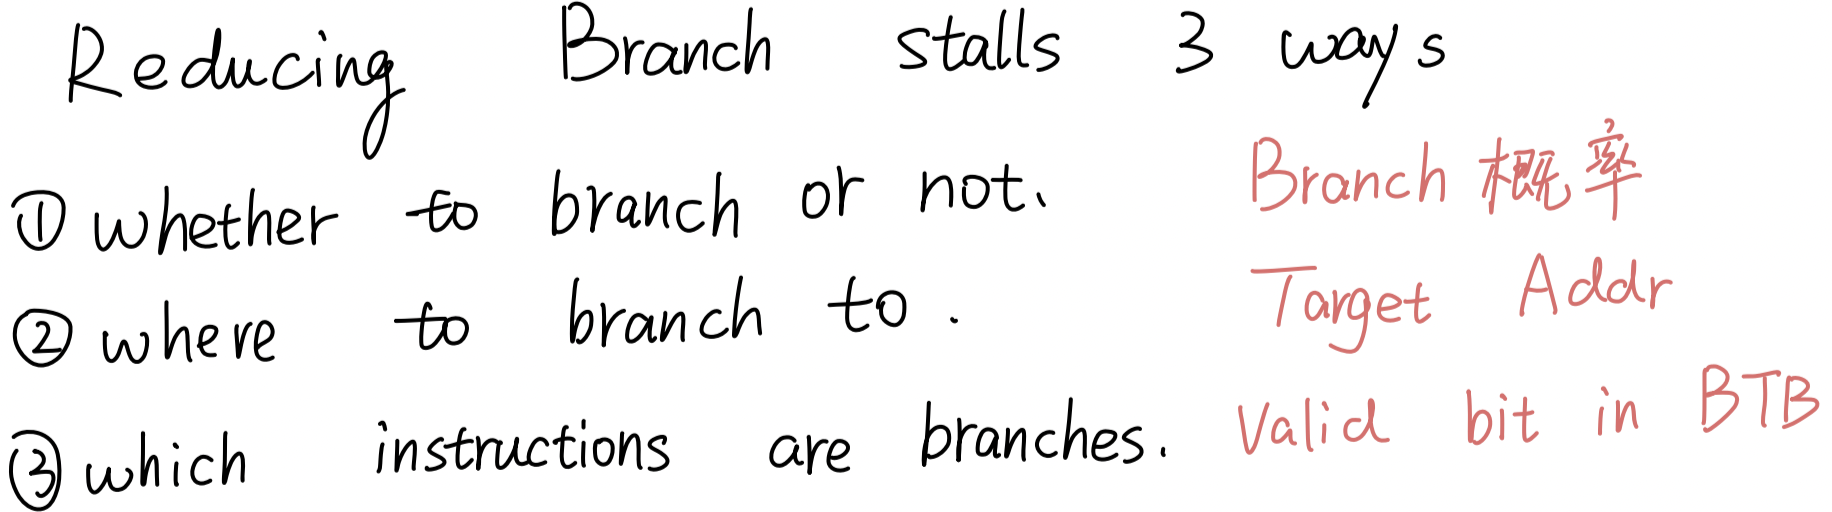 Reducing Branch stalls 3 ways
① whether to branch or not. Branch 概率
② where to branch to. Target Addr
③ which instructions are branches. Valid bit in BTB